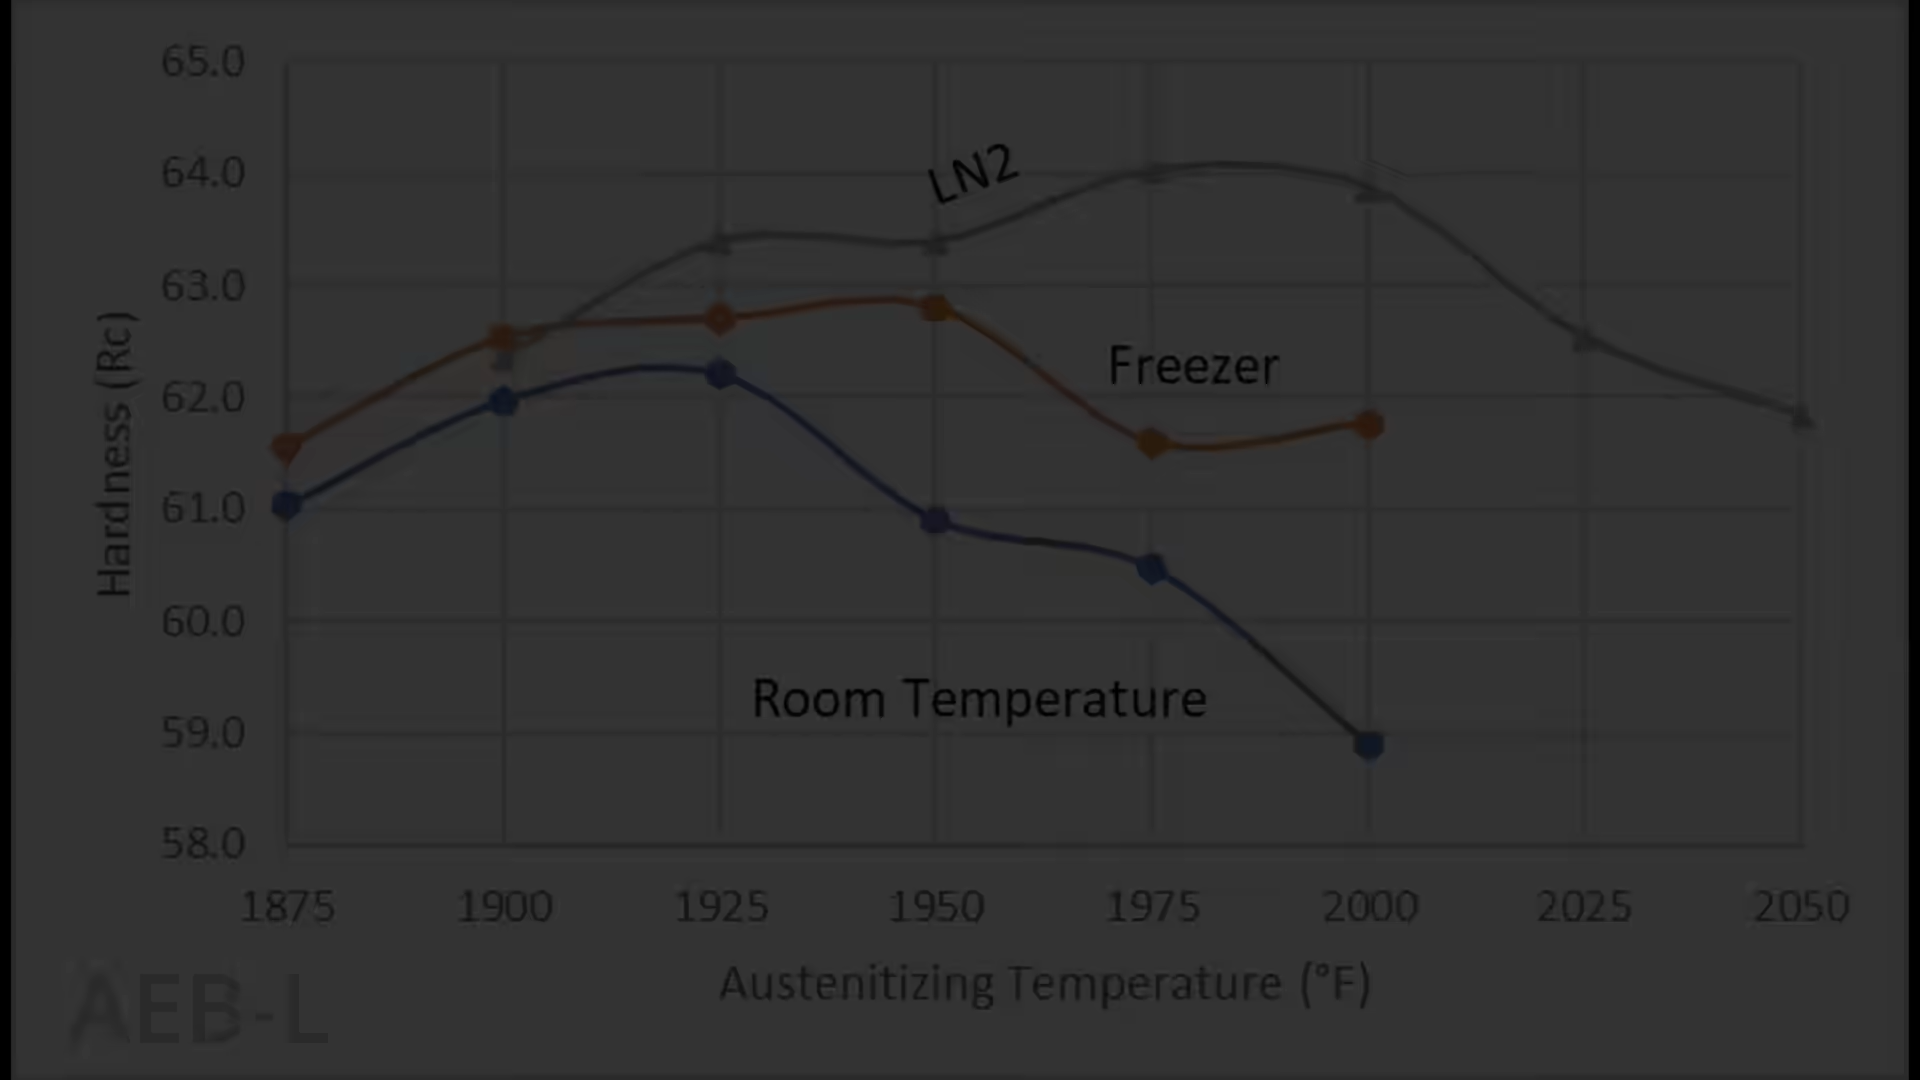 65.0
64.0
63.0
62.0
61.0
60.0
59.0
58.0
Hardness (Rc)
LN2
Freezer
Room Temperature
1875 1900 1925 1950 1975 2000 2025 2050
Austenitizing Temperature (°F)
AEB-L